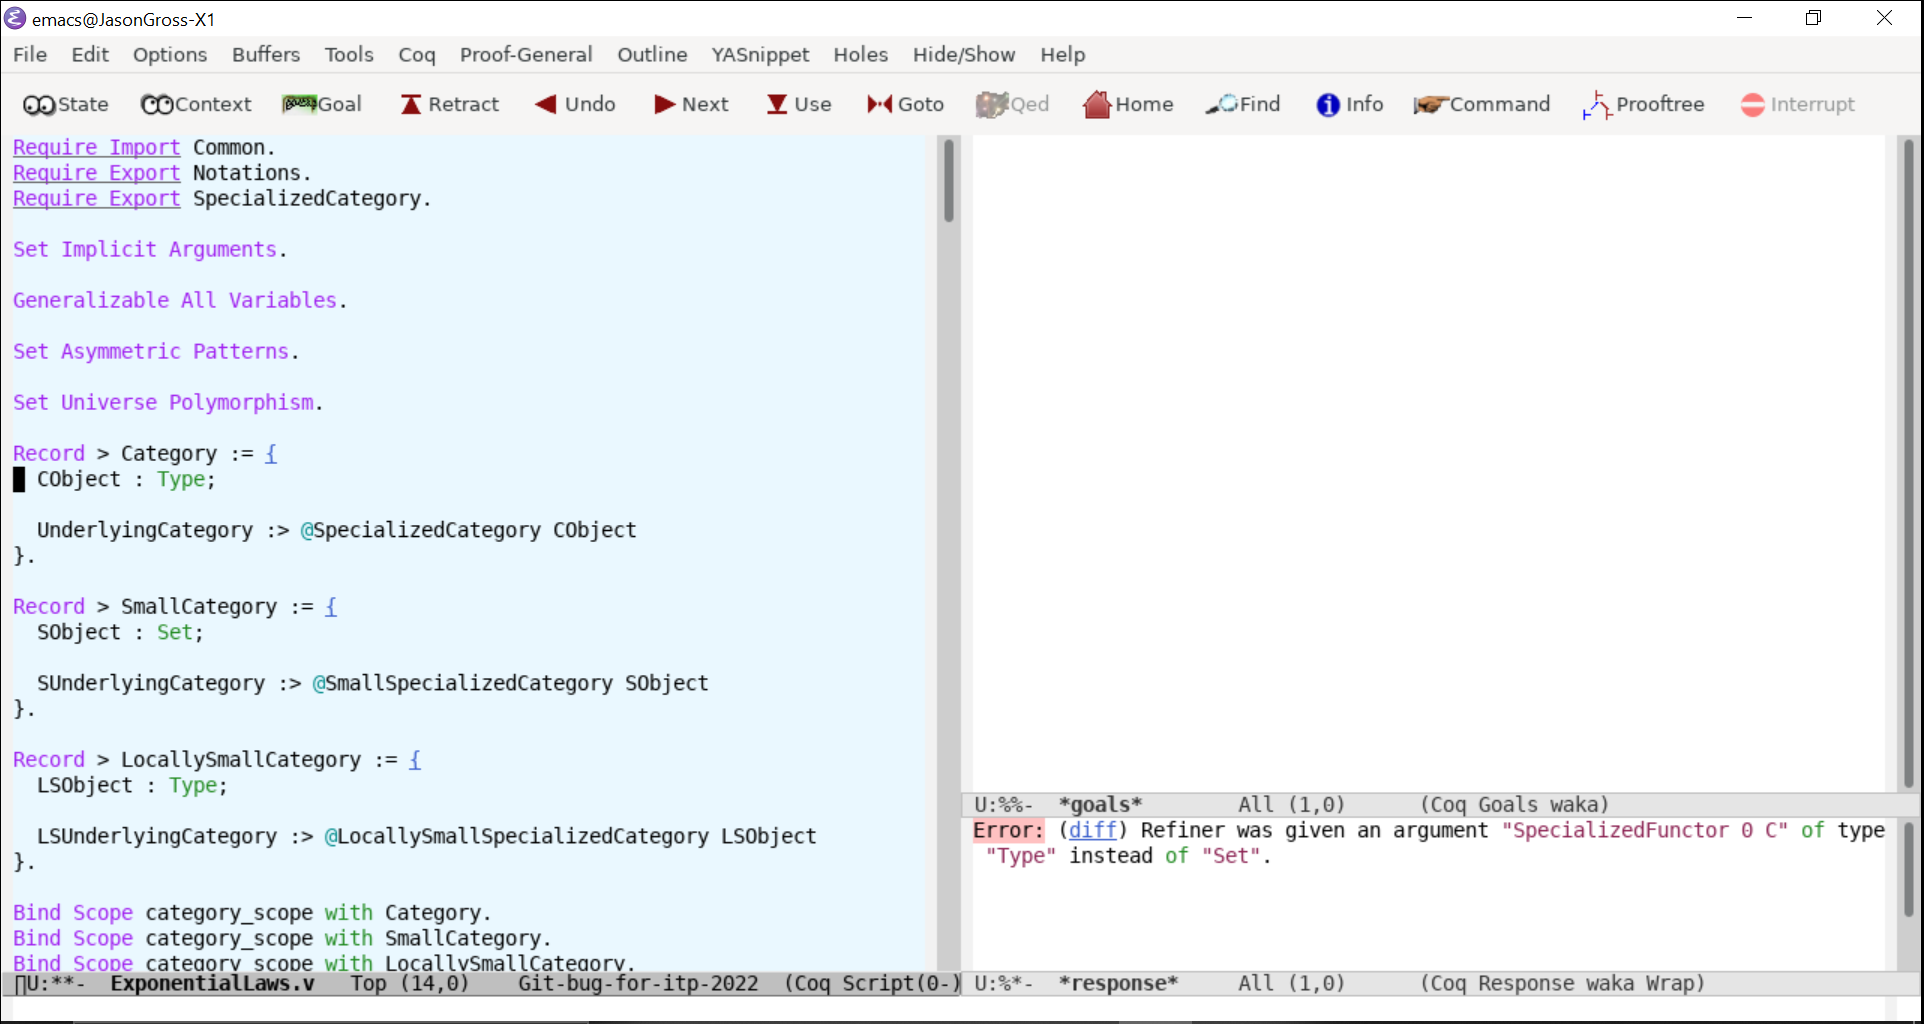 emacs@JasonGross-X1
File Edit Options Buffers Tools Coq Proof-General Outline YASnippet Holes Hide/Show Help
State Context Goal Retract Undo Next Use Goto Qed Home Find Info Command Prooftree Interrupt
Require Import Common.
Require Export Notations.
Require Export SpecializedCategory.
Set Implicit Arguments.
Generalizable All Variables.
Set Asymmetric Patterns.
Set Universe Polymorphism.
Record > Category := {
CObject : Type;
UnderlyingCategory :> @SpecializedCategory CObject
}.
Record > SmallCategory := {
SObject : Set;
SUnderlyingCategory :> @SmallSpecializedCategory SObject
}.
Record > LocallySmallCategory := {
LSObject : Type;
LSUnderlyingCategory :> @LocallySmallSpecializedCategory LSObject
}.
Bind Scope category_scope with Category.
Bind Scope category_scope with SmallCategory.
Bind Scope category_scope with LocallySmallCategory.
U:**- ExponentialLaws.v Top (14,0) Git-bug-for-itp-2022 (Coq Script(0-)
U:%%- *goals* All (1,0) (Coq Goals waka)
Error: (diff) Refiner was given an argument "SpecializedFunctor 0 C" of type
"Type" instead of "Set".
U:%*- *response* All (1,0) (Coq Response waka Wrap)